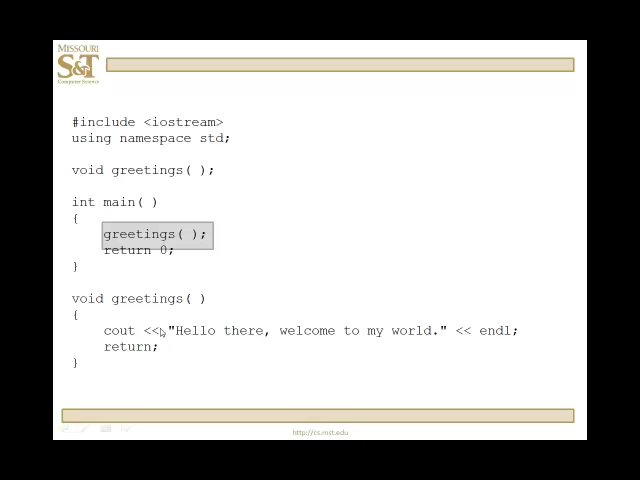 MISSOURI
S&T
Computer Science
#include <iostream>
using namespace std;
void greetings( );
int main( )
{
greetings( );
return 0;
}
void greetings( )
{
cout << "Hello there, welcome to my world." << endl;
return;
}
http://cs.mst.edu